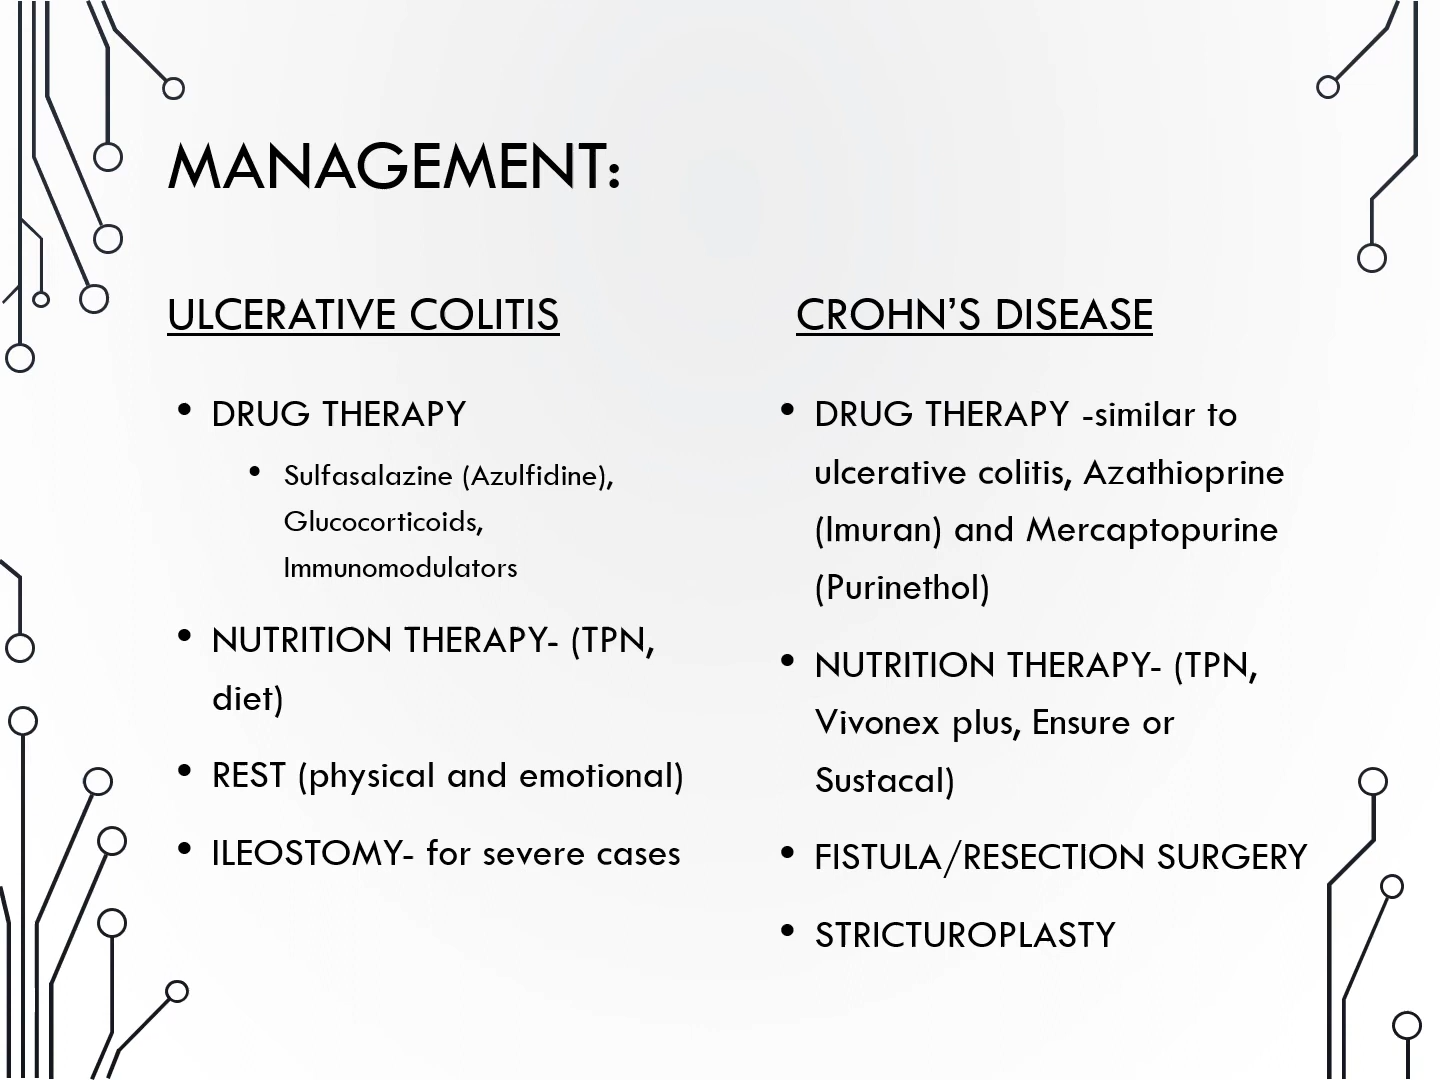 MANAGEMENT:
ULCERATIVE COLITIS
• DRUG THERAPY
• Sulfasalazine (Azulfidine),
Glucocorticoids,
Immunomodulators
• NUTRITION THERAPY- (TPN,
diet)
• REST (physical and emotional)
• ILEOSTOMY- for severe cases
CROHN’S DISEASE
• DRUG THERAPY -similar to
ulcerative colitis, Azathioprine
(Imuran) and Mercaptopurine
(Purinethol)
• NUTRITION THERAPY- (TPN,
Vivonex plus, Ensure or
Sustacal)
• FISTULA/RESECTION SURGERY
• STRICTUROPLASTY